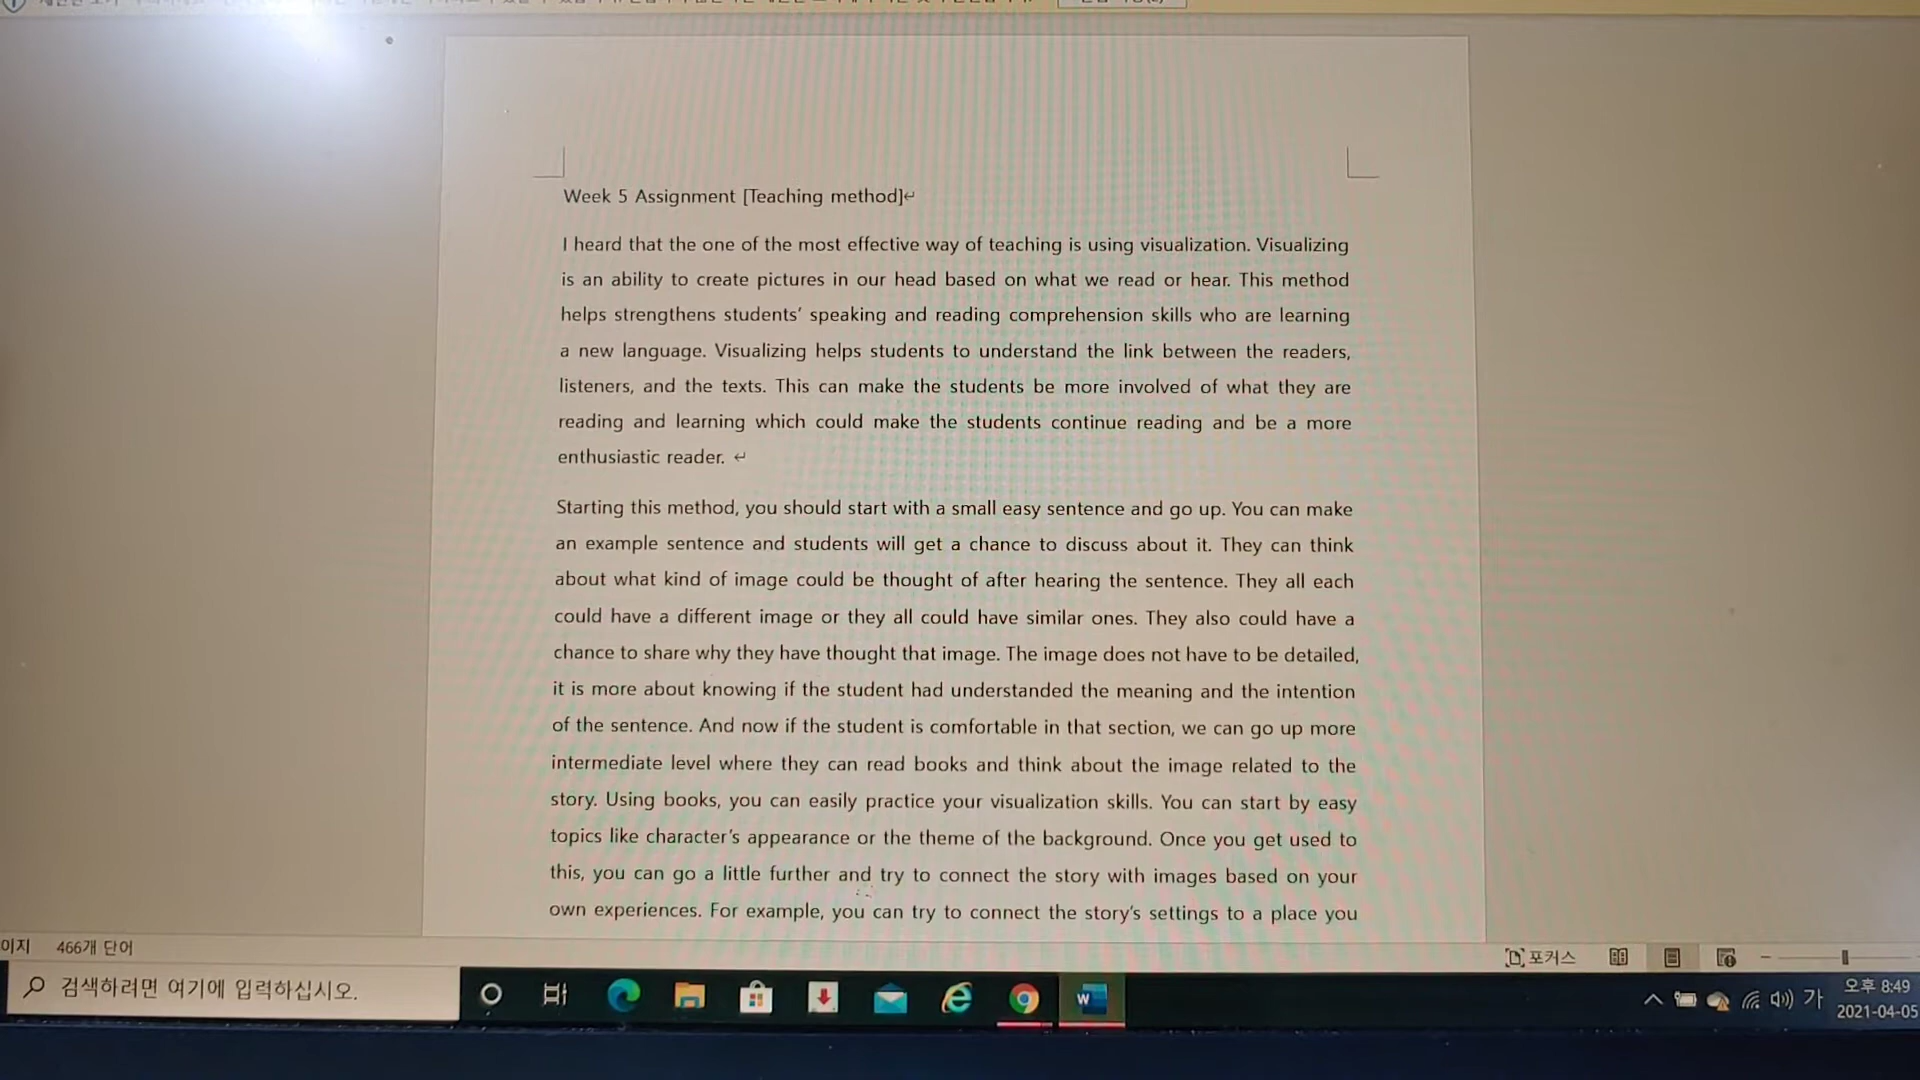 Week 5 Assignment [Teaching method]↵
I heard that the one of the most effective way of teaching is using visualization. Visualizing
is an ability to create pictures in our head based on what we read or hear. This method
helps strengthens students’ speaking and reading comprehension skills who are learning
a new language. Visualizing helps students to understand the link between the readers,
listeners, and the texts. This can make the students be more involved of what they are
reading and learning which could make the students continue reading and be a more
enthusiastic reader. ↵
Starting this method, you should start with a small easy sentence and go up. You can make
an example sentence and students will get a chance to discuss about it. They can think
about what kind of image could be thought of after hearing the sentence. They all each
could have a different image or they all could have similar ones. They also could have a
chance to share why they have thought that image. The image does not have to be detailed,
it is more about knowing if the student had understanded the meaning and the intention
of the sentence. And now if the student is comfortable in that section, we can go up more
intermediate level where they can read books and think about the image related to the
story. Using books, you can easily practice your visualization skills. You can start by easy
topics like character’s appearance or the theme of the background. Once you get used to
this, you can go a little further and try to connect the story with images based on your
own experiences. For example, you can try to connect the story’s settings to a place you
이지 466개 단어
포커스
검색하려면 여기에 입력하십시오.
가
오후 8:49
2021-04-05